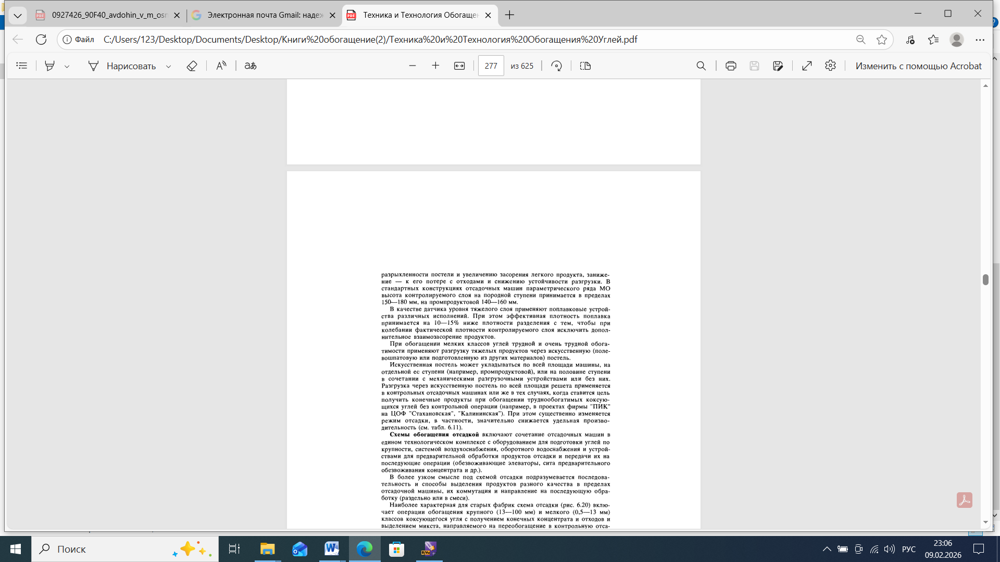 0927426_90F40_avdohin_v_m_osn
Электронная почта Gmail: надеж
Техника и Технология Обогащен
Файл
C:/Users/123/Desktop/Documents/Desktop/Книги%20обогащение(2)/Техника%20и%20Технология%20Обогащения%20Углей.pdf
Нарисовать
аあ
277
из 625
Изменить с помощью Acrobat
разрыхленности постели и увеличению засорения легкого продукта, заниже-
ние — к его потере с отходами и снижению устойчивости разгрузки. В
стандартных конструкциях отсадочных машин параметрического ряда МО
высота контролируемого слоя на породной ступени принимается в пределах
150—180 мм, на промпродуктовой 140—160 мм.
В качестве датчика уровня тяжелого слоя применяют поплавковые устрой-
ства различных исполнений. При этом эффективная плотность поплавка
принимается на 10—15% ниже плотности разделения с тем, чтобы при
колебании фактической плотности контролируемого слоя исключить допол-
нительное взаимозасорение продуктов.
При обогащении мелких классов углей трудной и очень трудной обога-
тимости применяют разгрузку тяжелых продуктов через искусственную (поле-
вошпатовую или подготовленную из других материалов) постель.
Искусственная постель может укладываться по всей площади машины, на
отдельной ее ступени (например, промпродуктовой), или на половине ступени
в сочетании с механическими разгрузочными устройствами или без них.
Разгрузка через искусственную постель по всей площади решета применяется
в контрольных отсадочных машинах или же в тех случаях, когда ставится цель
получить конечные продукты при обогащении труднообогатимых коксую-
щихся углей без контрольной операции (например, в проектах фирмы "ПИК"
на ЦОФ "Стахановская", "Калининская"). При этом существенно изменяется
режим отсадки, в частности, значительно снижается удельная произво-
дительность (см. табл. 6.11).
Схемы обогащения отсадкой включают сочетание отсадочных машин в
едином технологическом комплексе с оборудованием для подготовки углей по
крупности, системой воздухоснабжения, оборотного водоснабжения и устрой-
ствами для предварительной обработки продуктов отсадки и передачи их на
последующие операции (обезвоживающие элеваторы, сита предварительного
обезвоживания концентрата и др.).
В более узком смысле под схемой отсадки подразумевается последова-
тельность и способы выделения продуктов разного качества в пределах
отсадочной машины, их коммутация и направление на последующую обра-
ботку (раздельно или в смеси).
Наиболее характерная для старых фабрик схема отсадки (рис. 6.20) вклю-
чает операции обогащения крупного (13—100 мм) и мелкого (0,5—13 мм)
классов коксующегося угля с получением конечных концентрата и отходов и
выделением микста, направляемого на переобогащение в контрольную отса-
Поиск
РУС
23:06
09.02.2026